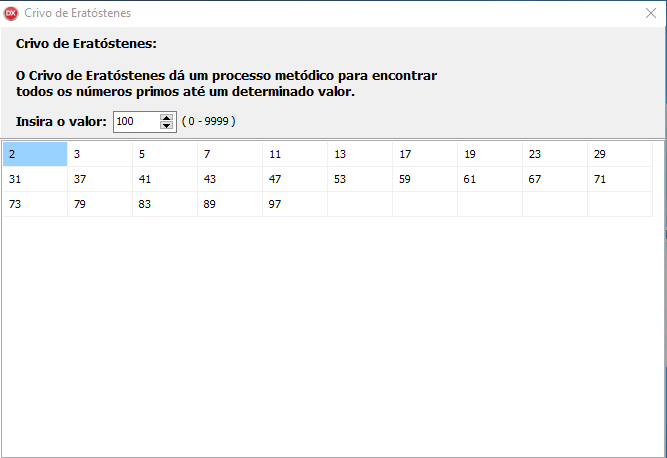 DX Crivo de Eratóstenes
Crivo de Eratóstenes:
O Crivo de Eratóstenes dá um processo metódico para encontrar
todos os números primos até um determinado valor.
Insira o valor: 100 ( 0 - 9999 )
2 3 5 7 11 13 17 19 23 29
31 37 41 43 47 53 59 61 67 71
73 79 83 89 97